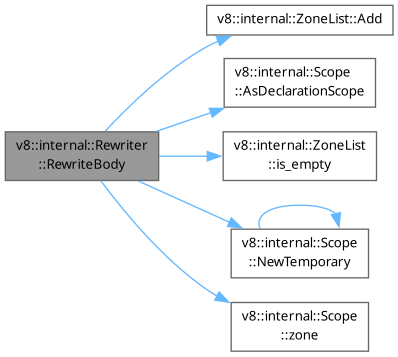 v8::internal::ZoneList::Add
v8::internal::Scope
::AsDeclarationScope
v8::internal::Rewriter
::RewriteBody
v8::internal::ZoneList
::is_empty
v8::internal::Scope
::NewTemporary
v8::internal::Scope
::zone